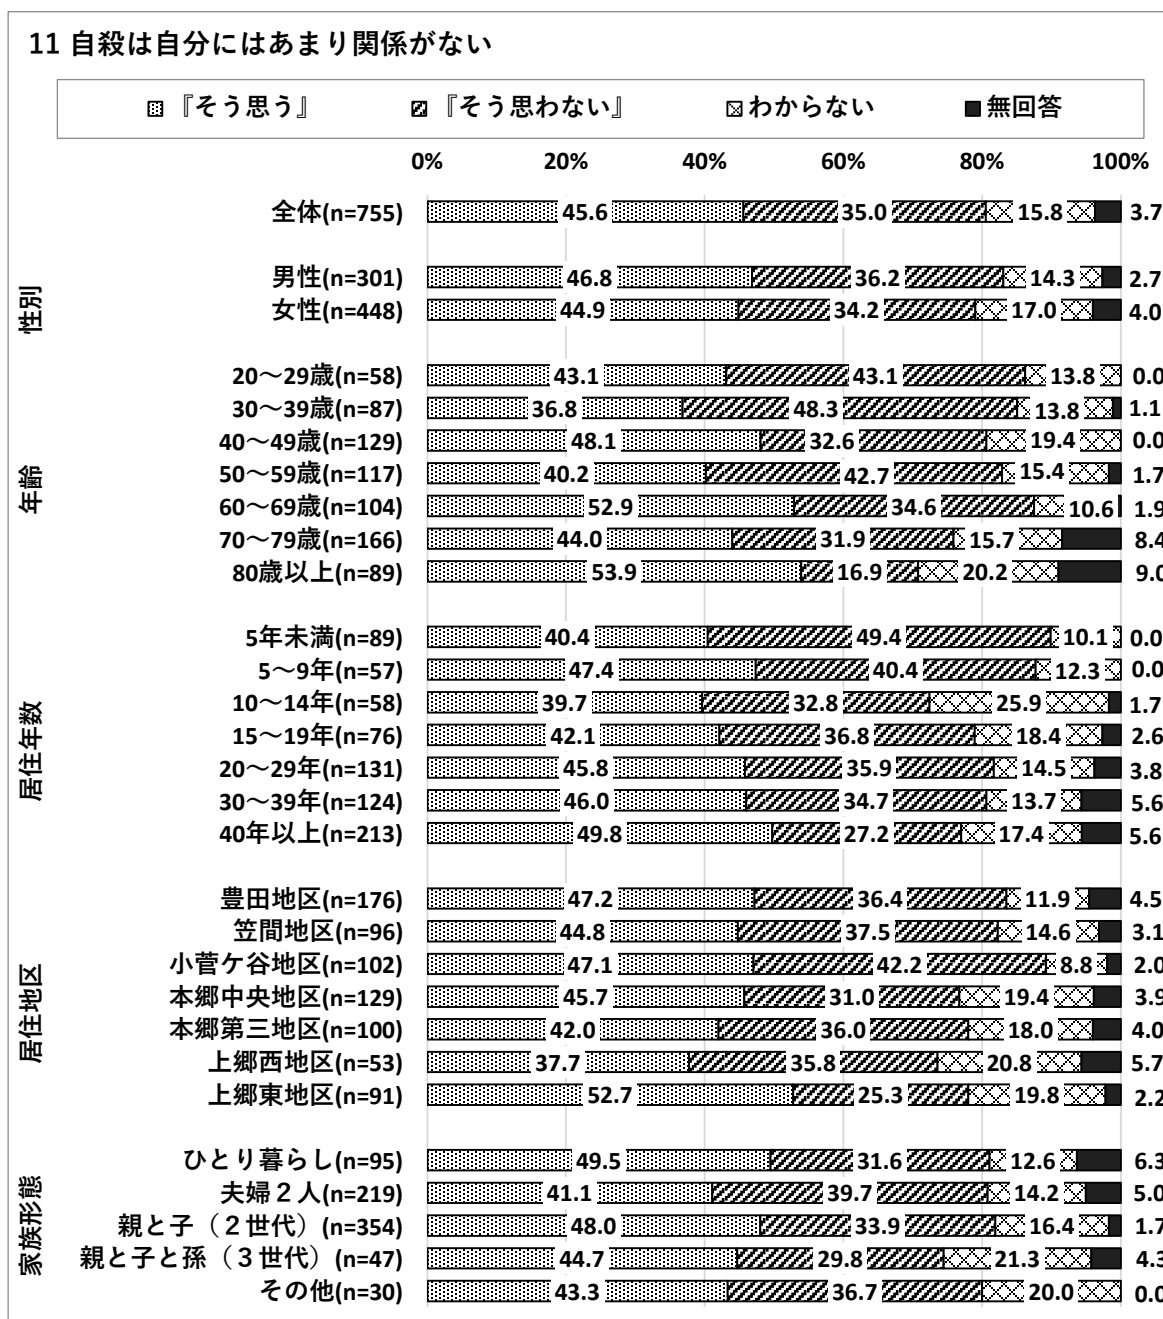 11 自殺は自分にはあまり関係がない
『そう思う』 『そう思わない』 わからない 無回答
0% 20% 40% 60% 80% 100%
全体(n=755) 45.6 35.0 15.8 3.7
性別
男性(n=301) 46.8 36.2 14.3 2.7
女性(n=448) 44.9 34.2 17.0 4.0
年齢
20～29歳(n=58) 43.1 43.1 13.8 0.0
30～39歳(n=87) 36.8 48.3 13.8 1.1
40～49歳(n=129) 48.1 32.6 19.4 0.0
50～59歳(n=117) 40.2 42.7 15.4 1.7
60～69歳(n=104) 52.9 34.6 10.6 1.9
70～79歳(n=166) 44.0 31.9 15.7 8.4
80歳以上(n=89) 53.9 16.9 20.2 9.0
居住年数
5年未満(n=89) 40.4 49.4 10.1 0.0
5～9年(n=57) 47.4 40.4 12.3 0.0
10～14年(n=58) 39.7 32.8 25.9 1.7
15～19年(n=76) 42.1 36.8 18.4 2.6
20～29年(n=131) 45.8 35.9 14.5 3.8
30～39年(n=124) 46.0 34.7 13.7 5.6
40年以上(n=213) 49.8 27.2 17.4 5.6
居住地区
豊田地区(n=176) 47.2 36.4 11.9 4.5
笠間地区(n=96) 44.8 37.5 14.6 3.1
小菅ケ谷地区(n=102) 47.1 42.2 8.8 2.0
本郷中央地区(n=129) 45.7 31.0 19.4 3.9
本郷第三地区(n=100) 42.0 36.0 18.0 4.0
上郷西地区(n=53) 37.7 35.8 20.8 5.7
上郷東地区(n=91) 52.7 25.3 19.8 2.2
家族形態
ひとり暮らし(n=95) 49.5 31.6 12.6 6.3
夫婦２人(n=219) 41.1 39.7 14.2 5.0
親と子（２世代）(n=354) 48.0 33.9 16.4 1.7
親と子と孫（３世代）(n=47) 44.7 29.8 21.3 4.3
その他(n=30) 43.3 36.7 20.0 0.0